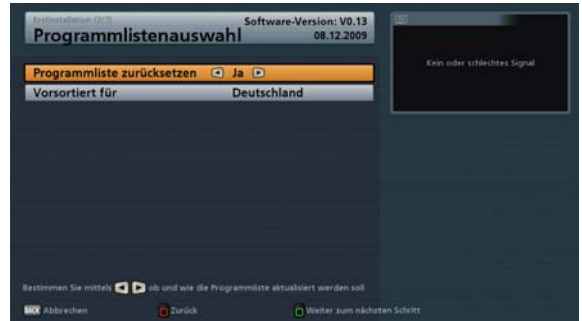 Erstinstallation (2/7)
Programmlistenauswahl
Software-Version: V0.13
08.12.2009
Programmliste zurücksetzen Ja
Vorsortiert für Deutschland
Kein oder schlechtes Signal
Bestimmen Sie mittels ob und wie die Programmliste aktualisiert werden soll
BACK Abbrechen Zurück Weiter zum nächsten Schritt